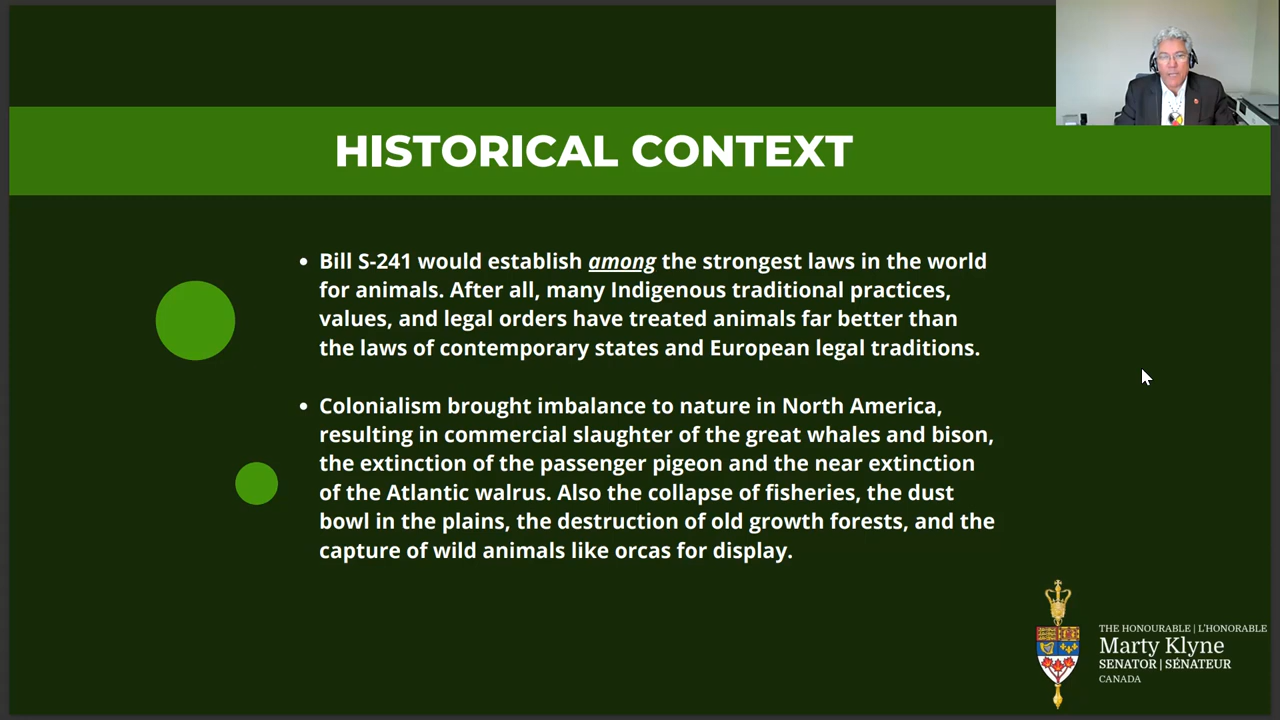 HISTORICAL CONTEXT
• Bill S-241 would establish among the strongest laws in the world
for animals. After all, many Indigenous traditional practices,
values, and legal orders have treated animals far better than
the laws of contemporary states and European legal traditions.
• Colonialism brought imbalance to nature in North America,
resulting in commercial slaughter of the great whales and bison,
the extinction of the passenger pigeon and the near extinction
of the Atlantic walrus. Also the collapse of fisheries, the dust
bowl in the plains, the destruction of old growth forests, and the
capture of wild animals like orcas for display.
THE HONOURABLE | L'HONORABLE
Marty Klyne
SENATOR | SÉNATEUR
CANADA